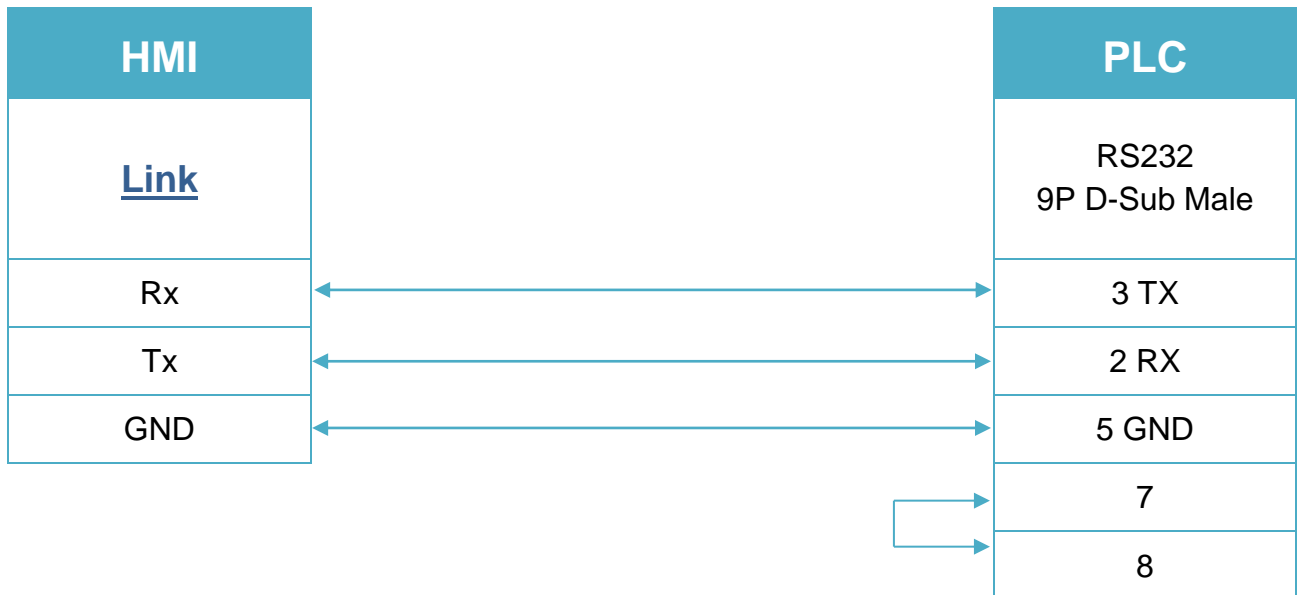 HMI
PLC
Link
RS232
9P D-Sub Male
Rx
3 TX
Tx
2 RX
GND
5 GND
7
8